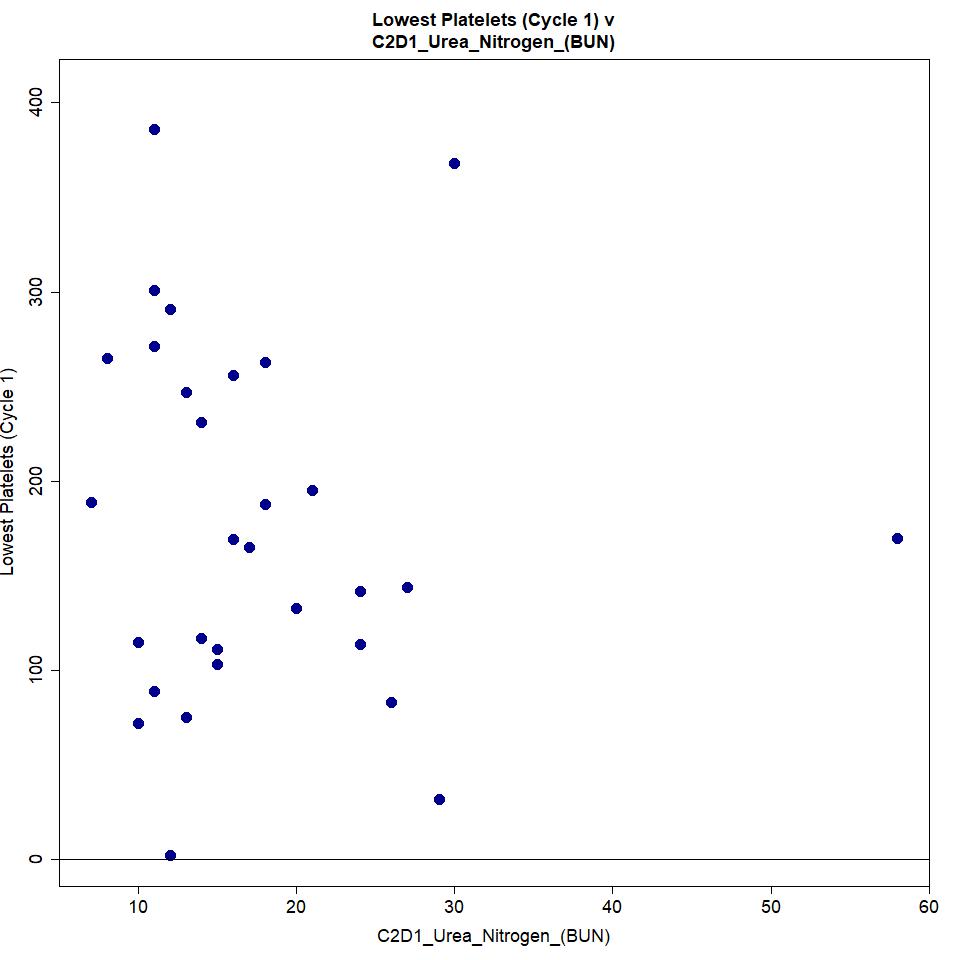 Lowest Platelets (Cycle 1) v
C2D1_Urea_Nitrogen_(BUN)
400
300
200
100
0
Lowest Platelets (Cycle 1)
10 20 30 40 50 60
C2D1_Urea_Nitrogen_(BUN)